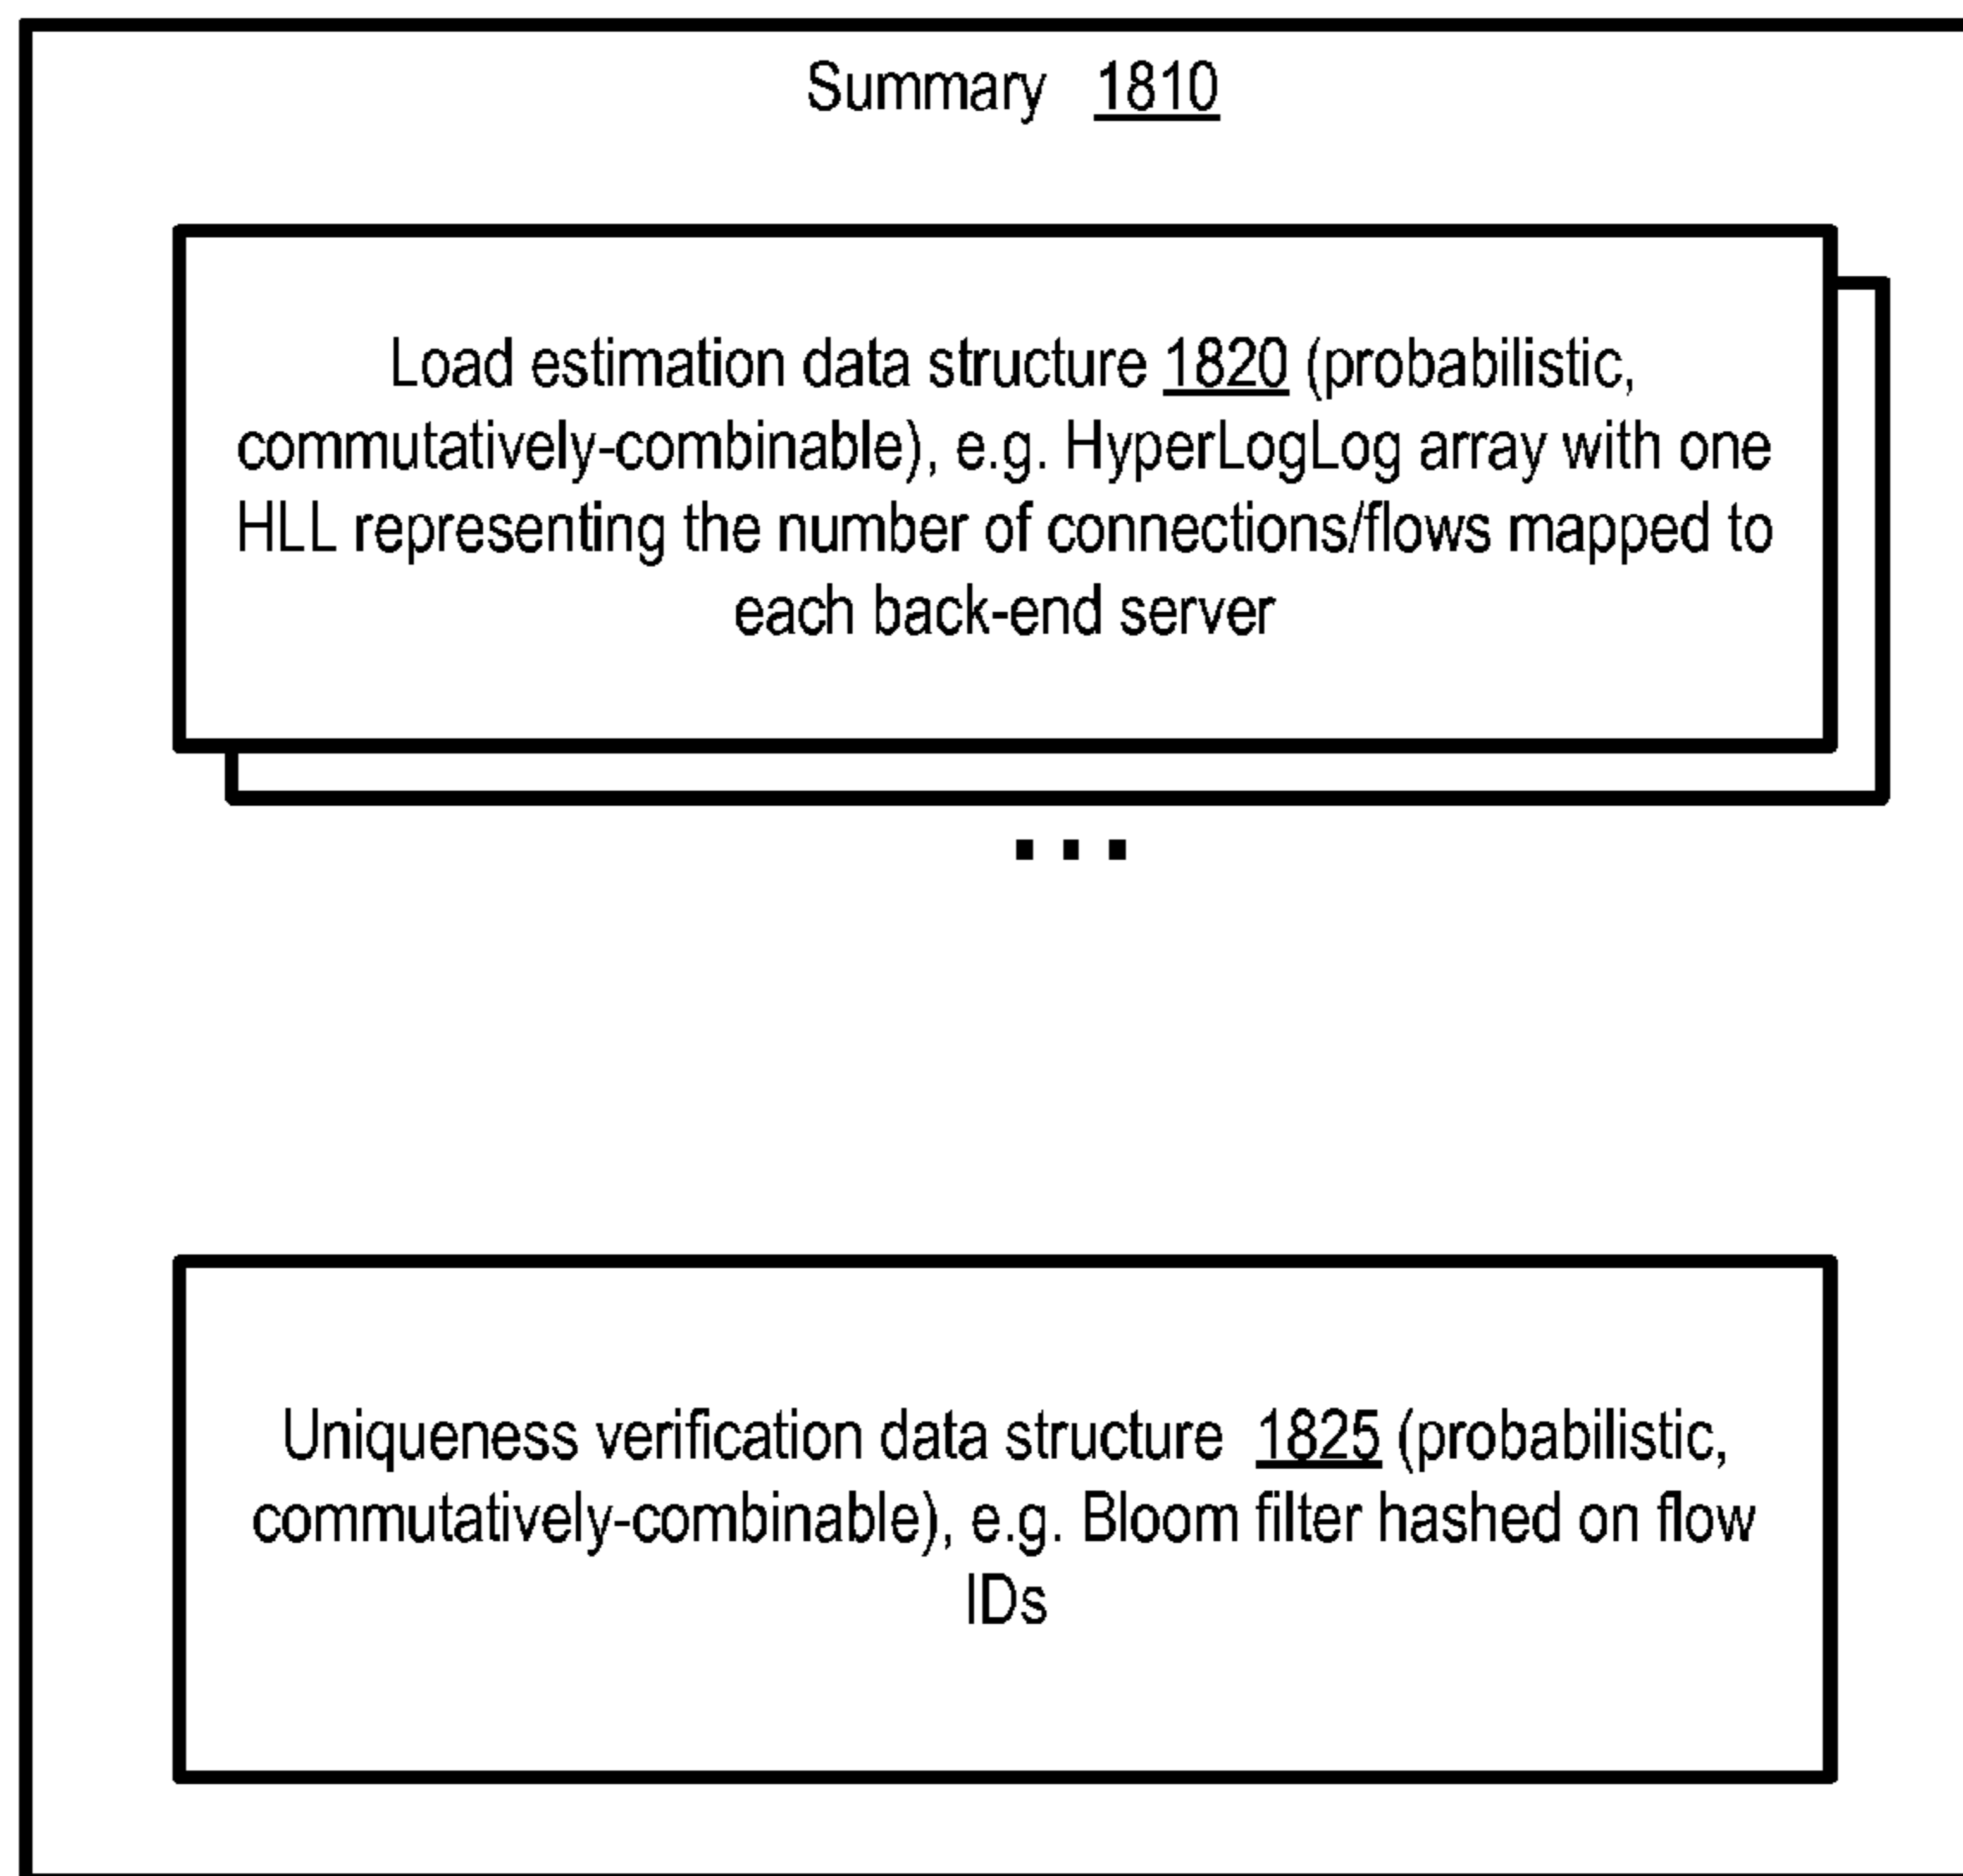 Summary 1810
Load estimation data structure 1820 (probabilistic,
commutatively-combinable), e.g. HyperLogLog array with one
HLL representing the number of connections/flows mapped to
each back-end server
...
Uniqueness verification data structure 1825 (probabilistic,
commutatively-combinable), e.g. Bloom filter hashed on flow
IDs